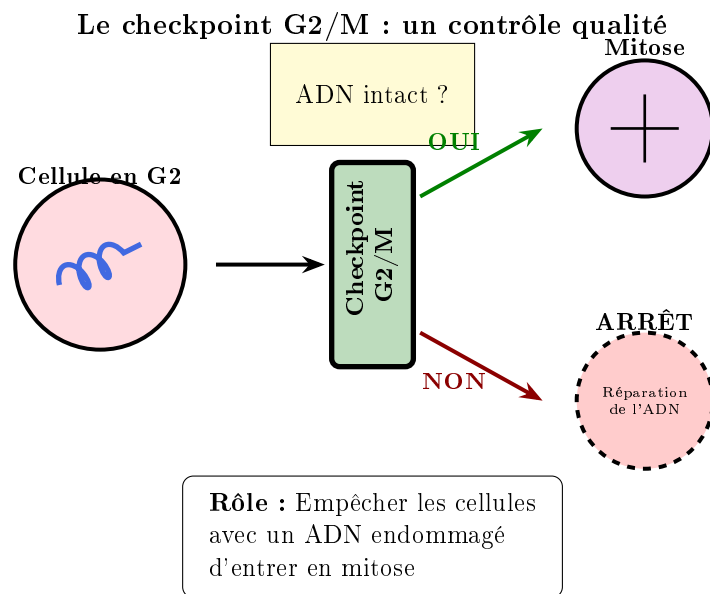 Le checkpoint G2/M : un contrôle qualité
Mitose
ADN intact ?
OUI
Cellule en G2
Checkpoint
G2/M
ARRÊT
NON
Réparation
de l'ADN
Rôle : Empêcher les cellules
avec un ADN endommagé
d'entrer en mitose